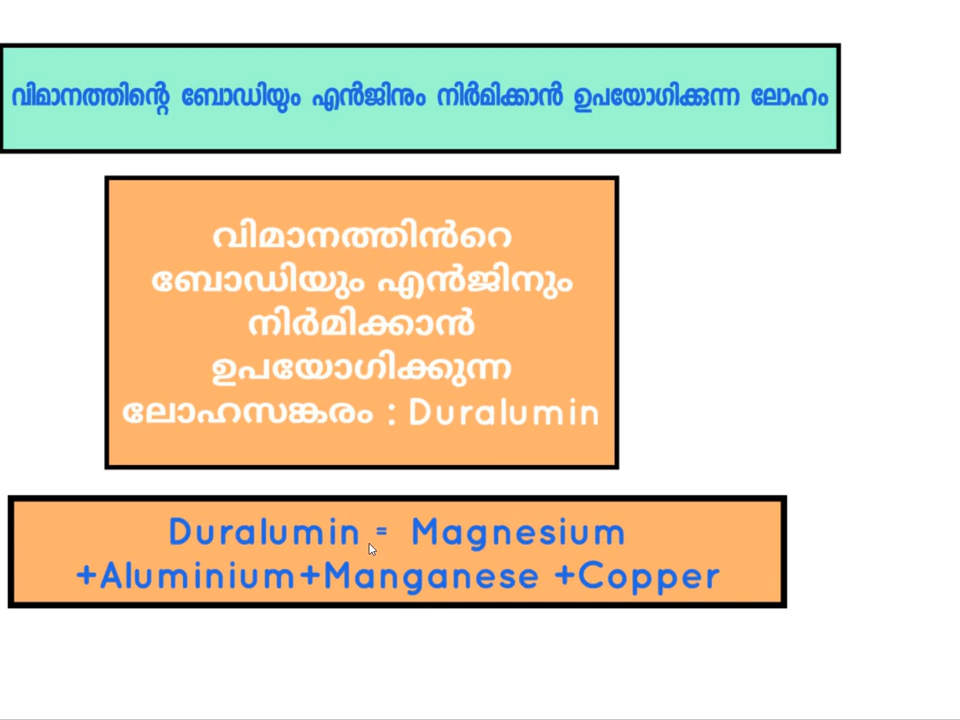 വിമാനത്തിന്റെ ബോഡിയും എൻജിനും നിർമിക്കാൻ ഉപയോഗിക്കുന്ന ലോഹം
വിമാനത്തിൻറെ
ബോഡിയും എൻജിനും
നിർമിക്കാൻ
ഉപയോഗിക്കുന്ന
ലോഹസങ്കരം : Duralumin
Duralumin = Magnesium
+Aluminium+Manganese +Copper